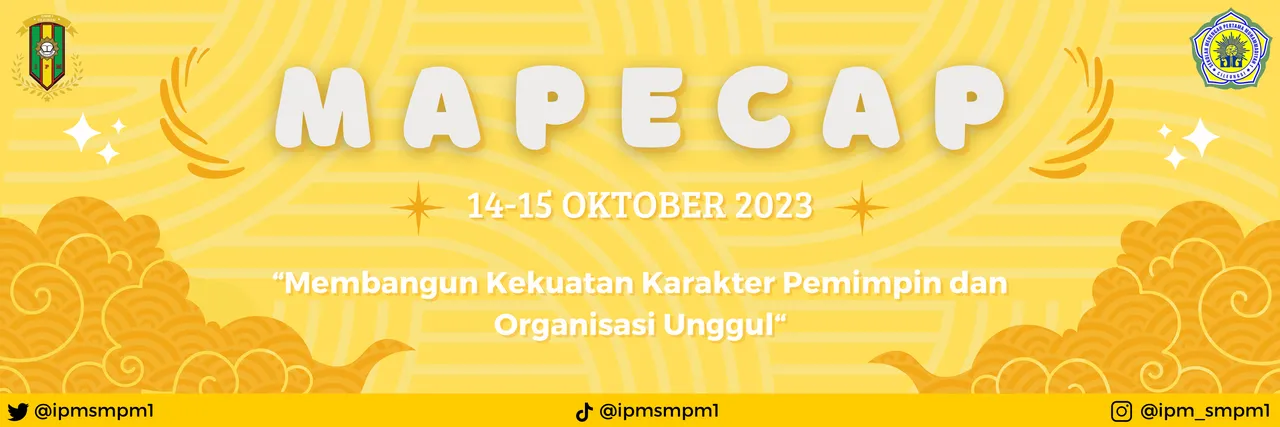 MAPECAP
14-15 OKTOBER 2023
“Membangun Kekuatan Karakter Pemimpin dan
Organisasi Unggul“
@ipmsmpm1
@ipmsmpm1
@ipm_smpm1